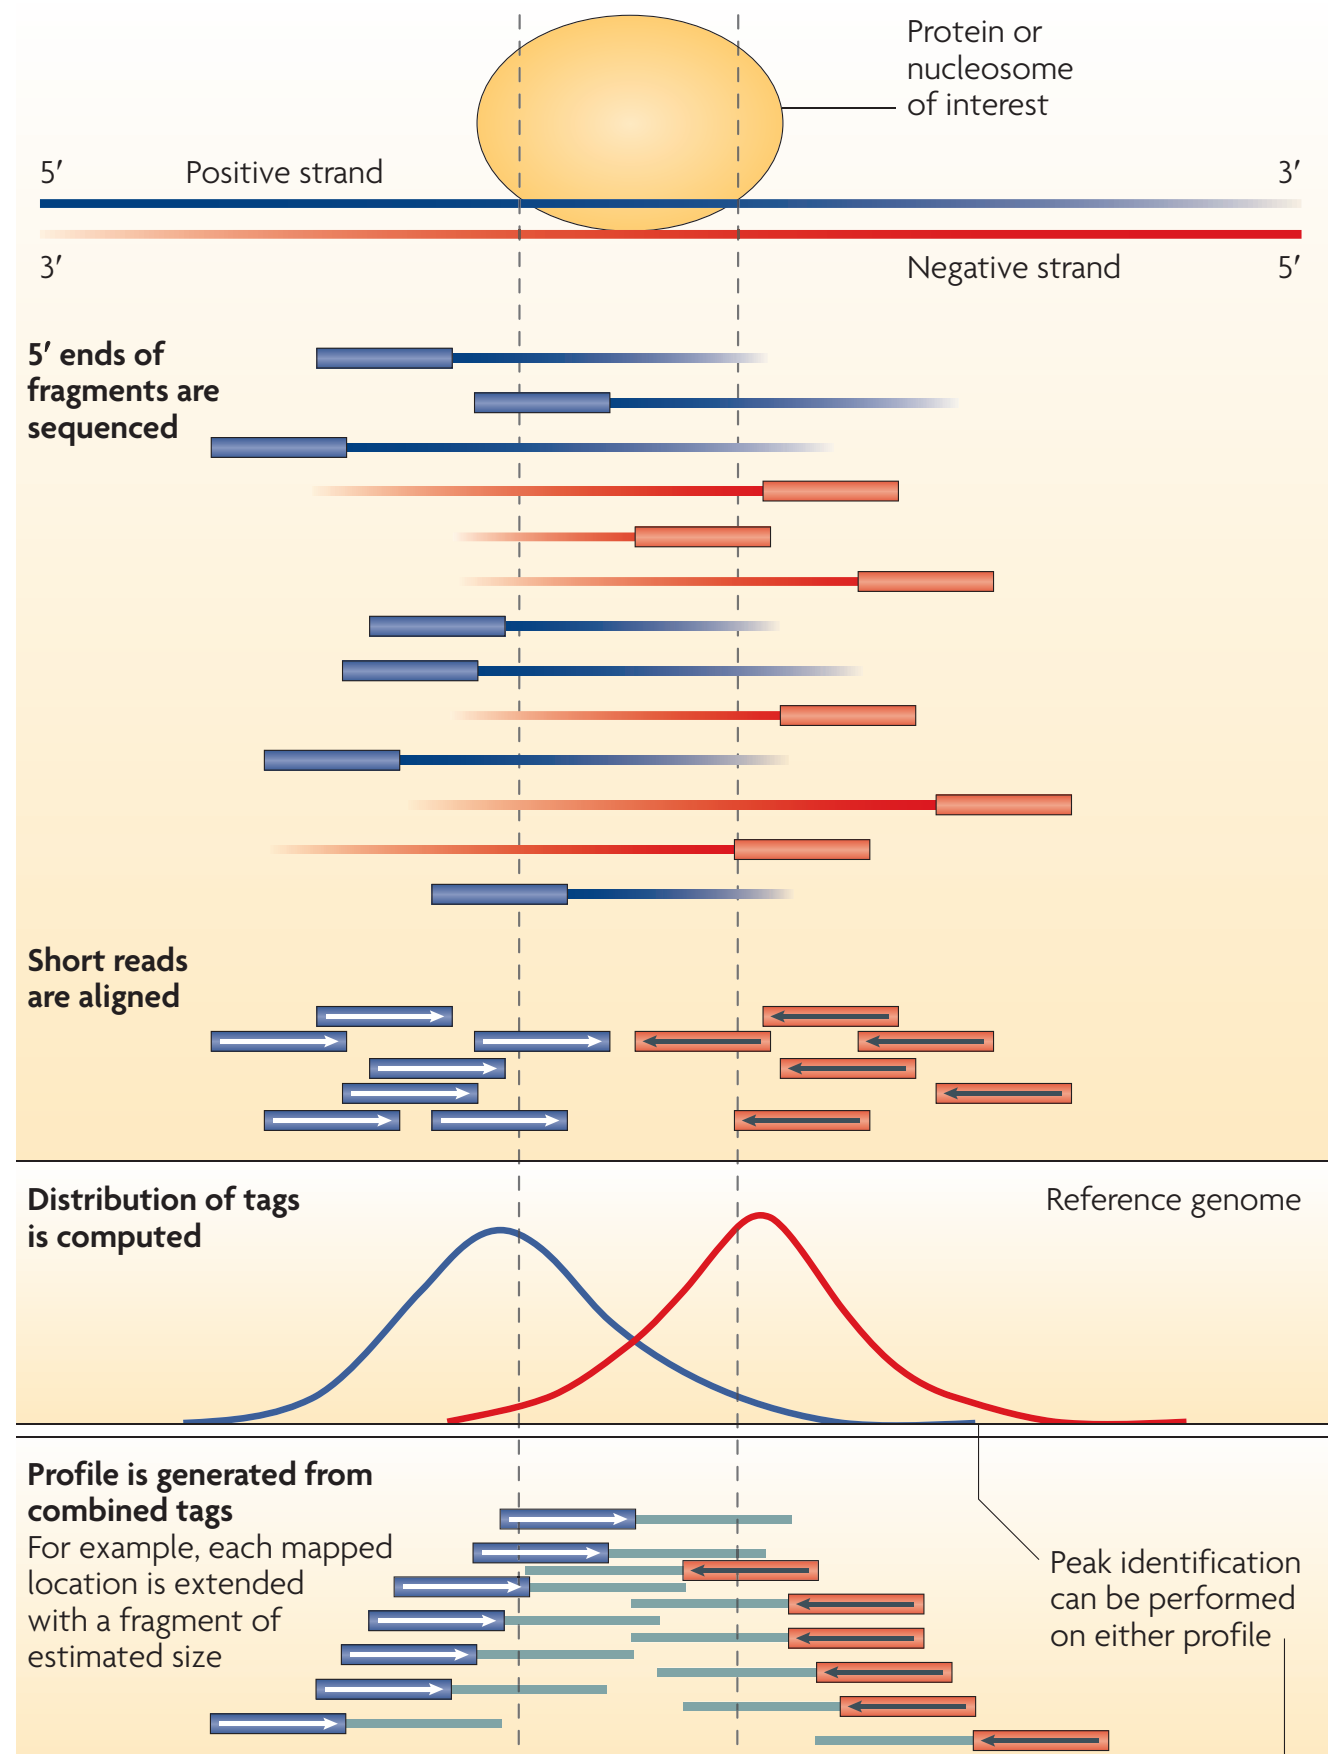 Protein or
nucleosome
of interest
5′ Positive strand 3′
3′ Negative strand 5′
5′ ends of
fragments are
sequenced
Short reads
are aligned
Distribution of tags
is computed
Reference genome
Profile is generated from
combined tags
For example, each mapped
location is extended
with a fragment of
estimated size
Peak identification
can be performed
on either profile